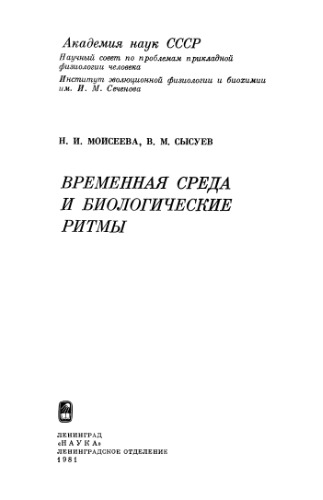 Академия наук СССР
Научный совет по проблемам прикладной
физиологии человека
Институт эволюционной физиологии и биохимии
им. И. М. Сеченова
Н. И. МОИСЕЕВА, В. М. СЫСУЕВ
ВРЕМЕННАЯ СРЕДА
И БИОЛОГИЧЕСКИЕ
РИТМЫ
ЛЕНИНГРАД
«НАУКА»
ЛЕНИНГРАДСКОЕ ОТДЕЛЕНИЕ
1981